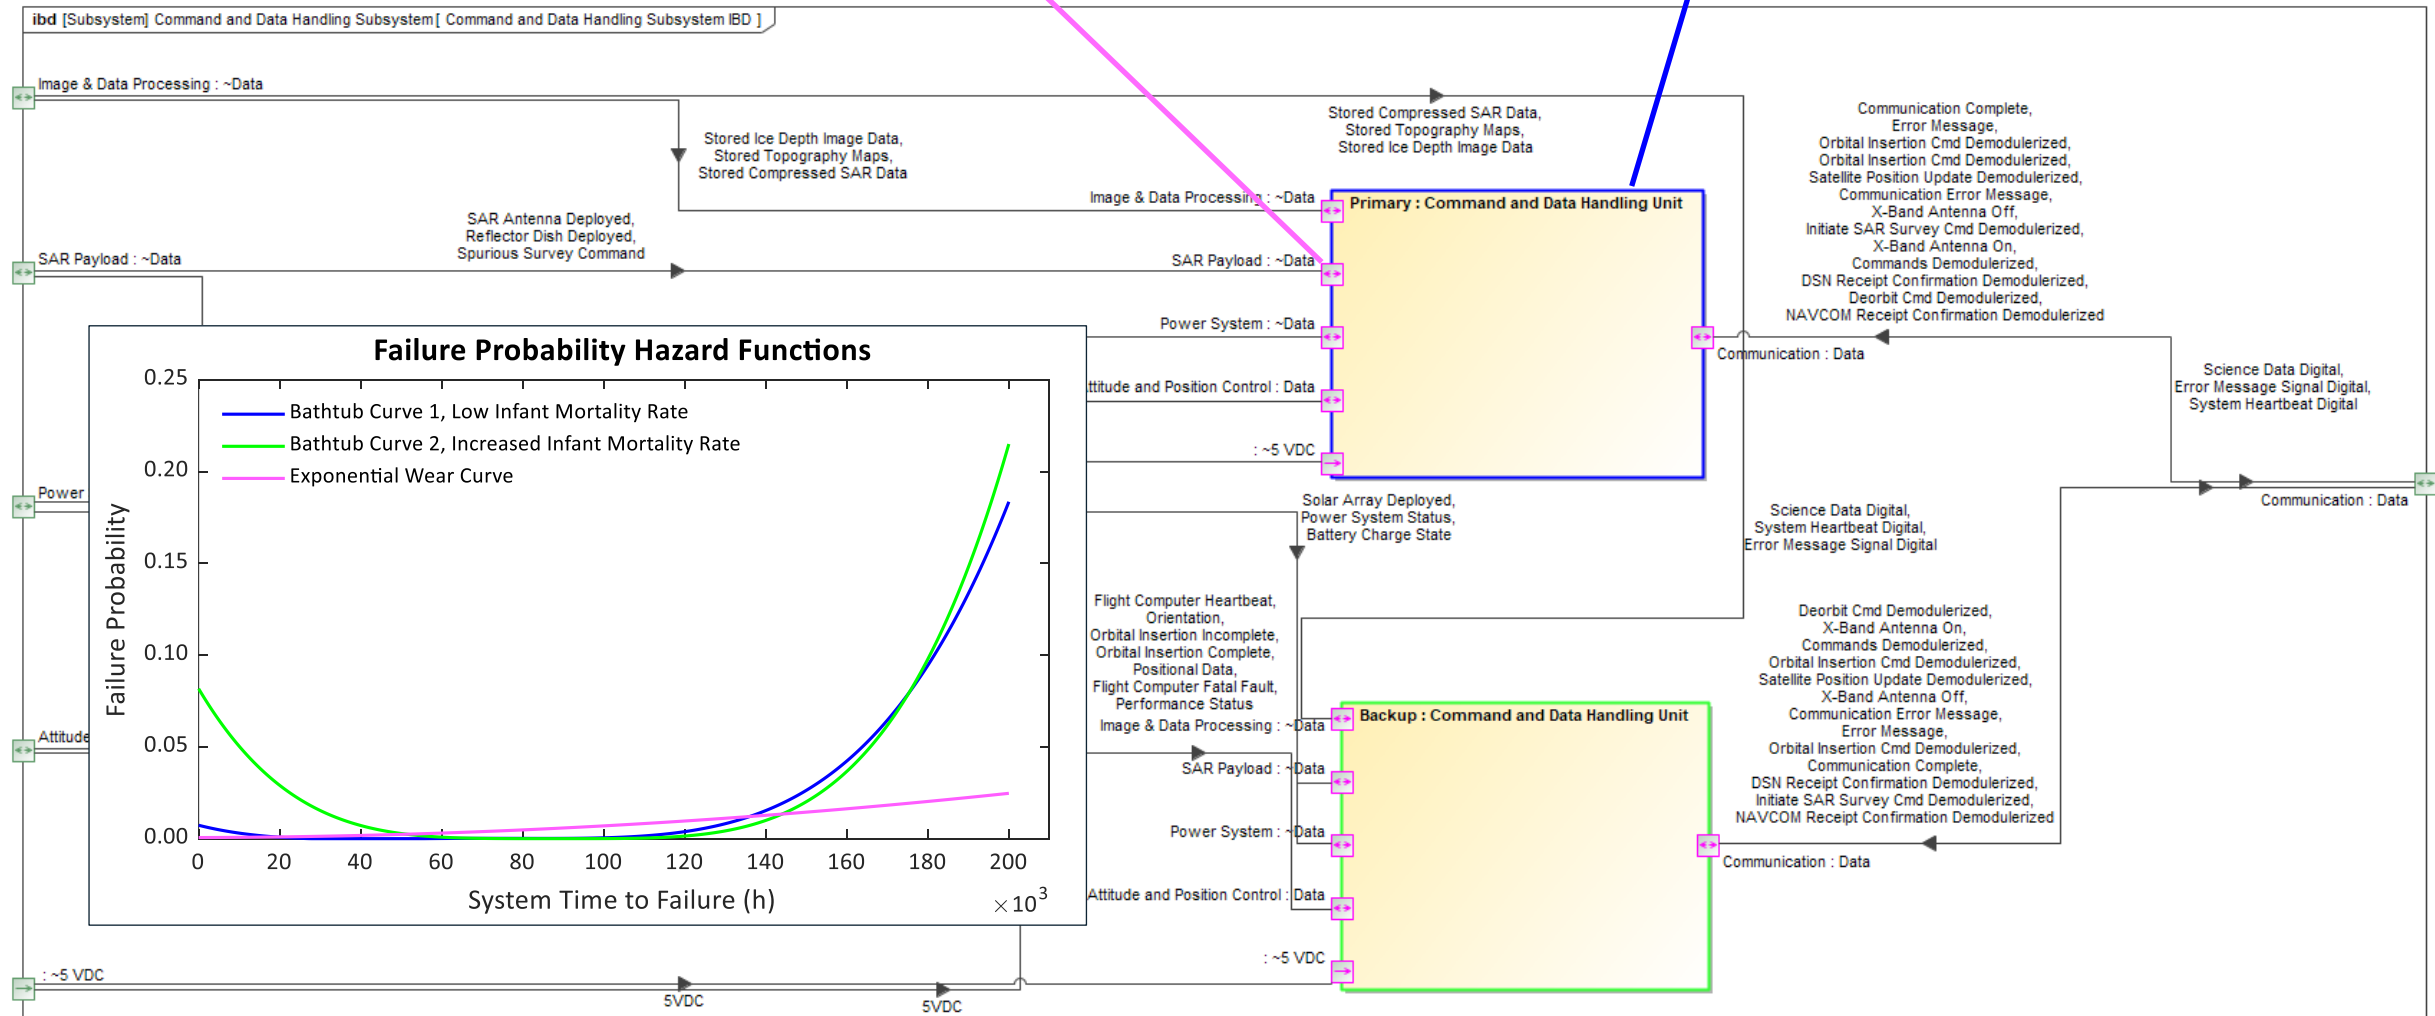 ibd [Subsystem] Command and Data Handling Subsystem [ Command and Data Handling Subsystem IBD ]
Image & Data Processing : ~Data
Stored Compressed SAR Data,
Stored Topography Maps,
Stored Ice Depth Image Data
Stored Ice Depth Image Data,
Stored Topography Maps,
Stored Compressed SAR Data
Communication Complete,
Error Message,
Orbital Insertion Cmd Demodulerized,
Orbital Insertion Cmd Demodulerized,
Satellite Position Update Demodulerized,
Communication Error Message,
X-Band Antenna Off,
Initiate SAR Survey Cmd Demodulerized,
X-Band Antenna On,
Commands Demodulerized,
DSN Receipt Confirmation Demodulerized,
Deorbit Cmd Demodulerized,
NAVCOM Receipt Confirmation Demodulerized
Image & Data Processing : ~Data
Primary : Command and Data Handling Unit
SAR Antenna Deployed,
Reflector Dish Deployed,
Spurious Survey Command
SAR Payload : ~Data
SAR Payload : ~Data
Power System : ~Data
Communication : Data
ttitude and Position Control : Data
: ~5 VDC
Science Data Digital,
Error Message Signal Digital,
System Heartbeat Digital
Failure Probability Hazard Functions
0.25
0.20
0.15
0.10
0.05
0.00
Failure Probability
Bathtub Curve 1, Low Infant Mortality Rate
Bathtub Curve 2, Increased Infant Mortality Rate
Exponential Wear Curve
0 20 40 60 80 100 120 140 160 180 200
System Time to Failure (h)
×10³
Power
Attitude
Solar Array Deployed,
Power System Status,
Battery Charge State
Science Data Digital,
System Heartbeat Digital,
Error Message Signal Digital
Communication : Data
Flight Computer Heartbeat,
Orientation,
Orbital Insertion Incomplete,
Orbital Insertion Complete,
Positional Data,
Flight Computer Fatal Fault,
Performance Status
Image & Data Processing : ~Data
Backup : Command and Data Handling Unit
SAR Payload : ~Data
Power System : ~Data
Attitude and Position Control : Data
: ~5 VDC
Deorbit Cmd Demodulerized,
X-Band Antenna On,
Commands Demodulerized,
Orbital Insertion Cmd Demodulerized,
Satellite Position Update Demodulerized,
X-Band Antenna Off,
Communication Error Message,
Error Message,
Orbital Insertion Cmd Demodulerized,
Communication Complete,
DSN Receipt Confirmation Demodulerized,
Initiate SAR Survey Cmd Demodulerized,
NAVCOM Receipt Confirmation Demodulerized
Communication : Data
: ~5 VDC
5VDC
5VDC